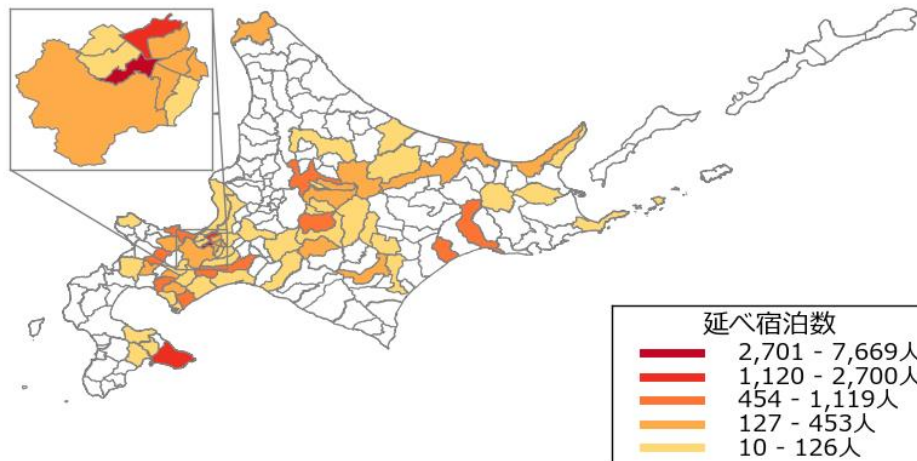 延べ宿泊数
2,701 - 7,669人
1,120 - 2,700人
454 - 1,119人
127 - 453人
10 - 126人